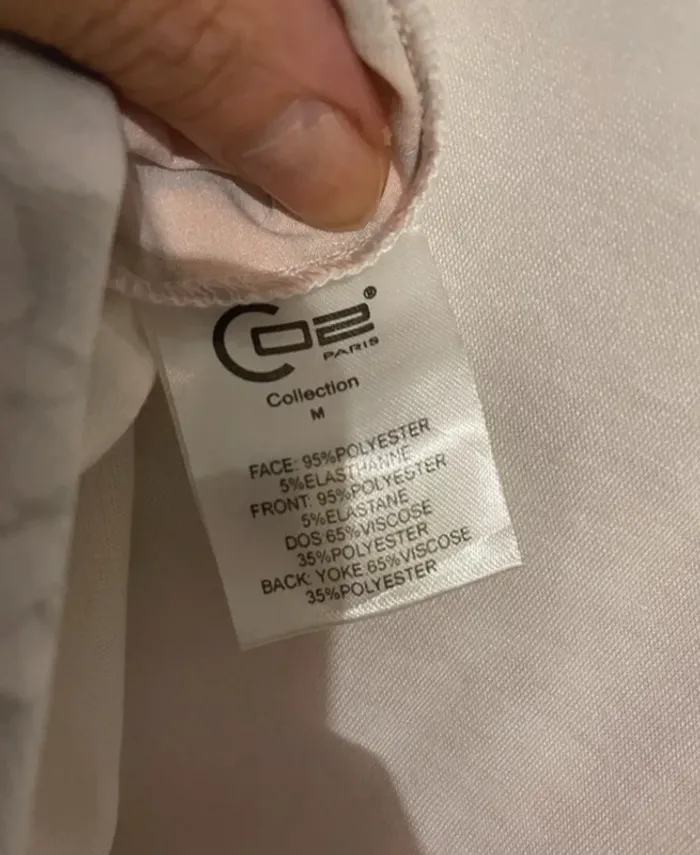 CO2®
PARIS
Collection
M
FACE: 95%POLYESTER
5%ELASTHANNE
FRONT: 95%POLYESTER
5%ELASTANE
DOS 65%VISCOSE
35%POLYESTER
BACK: YOKE 65%VISCOSE
35%POLYESTER